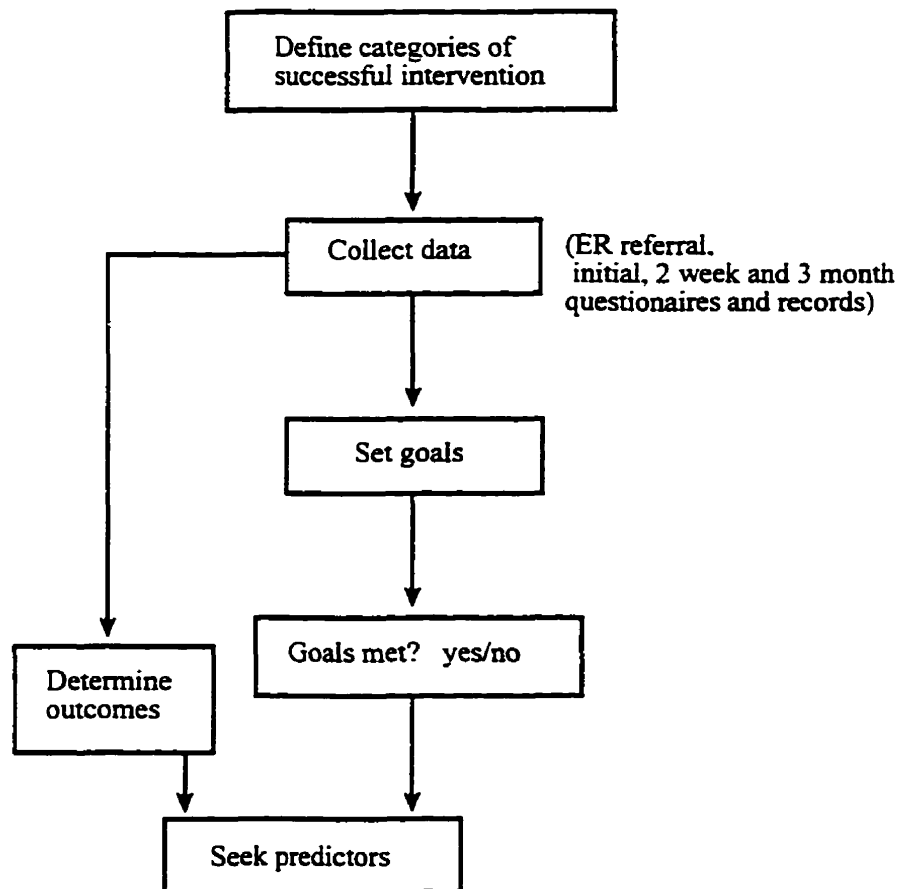 Define categories of
successful intervention
Collect data
(ER referral.
initial, 2 week and 3 month
questionaires and records)
Set goals
Goals met? yes/no
Determine
outcomes
Seek predictors